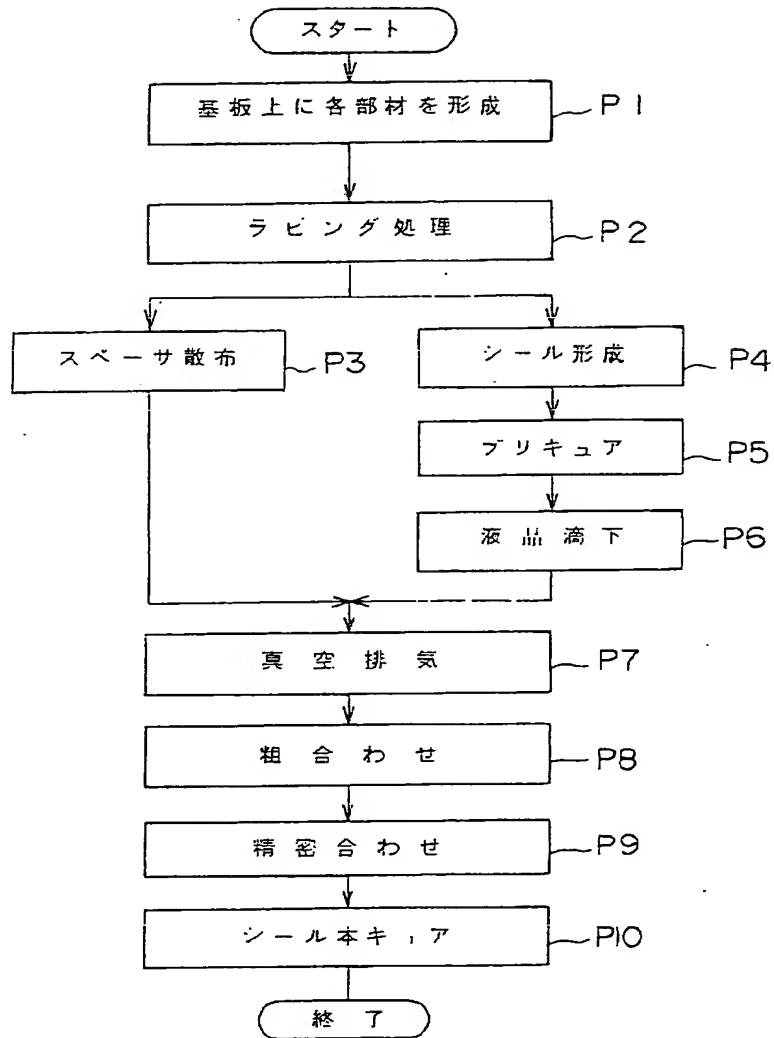 スタート
基板上に各部材を形成
P1
ラビング処理
P2
スペーサ散布
P3
シール形成
P4
プリキュア
P5
液晶滴下
P6
真空排気
P7
粗合わせ
P8
精密合わせ
P9
シール本キュア
P10
終了